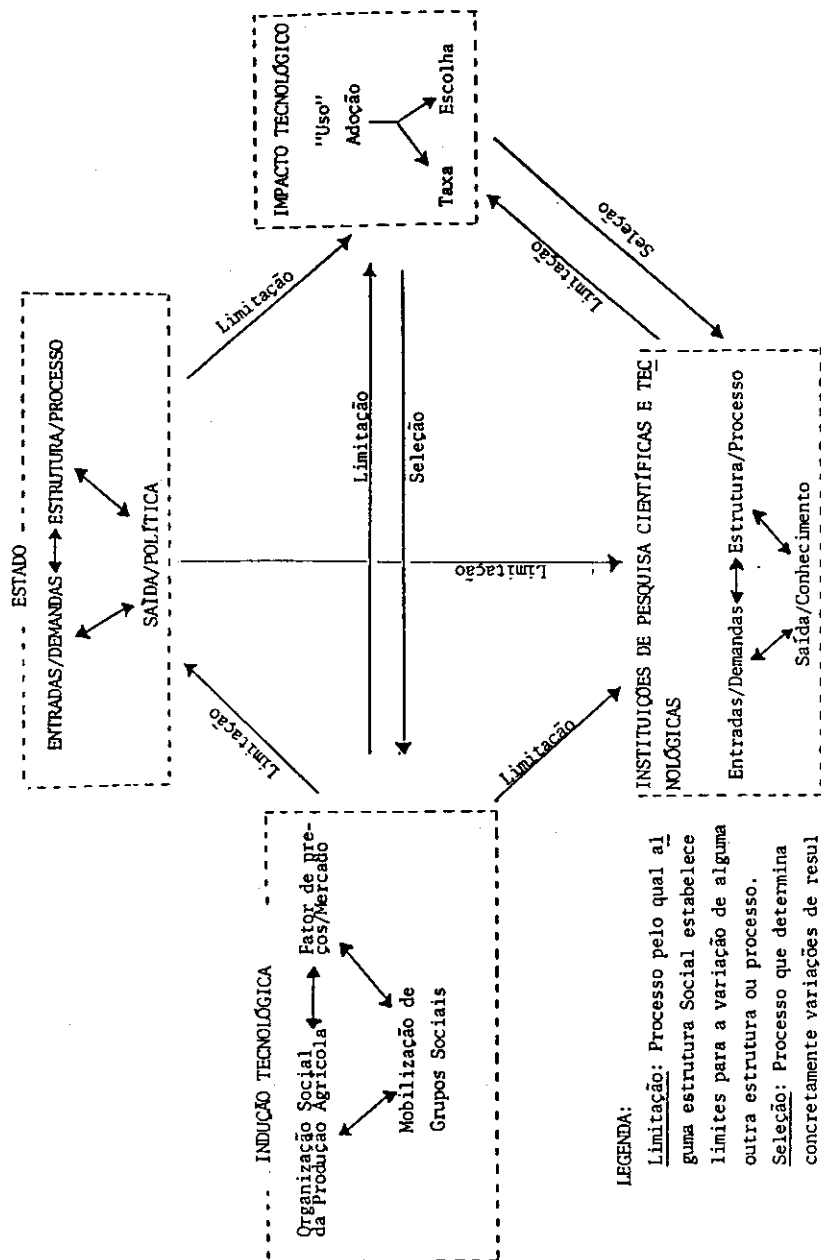 ESTADO
ENTRADAS/DEMANDAS ESTRUTURA/PROCESSO
SAÍDA/POLÍTICA
Limitação
Limitação
INDUÇÃO TECNOLÓGICA
Organização Social
da Produção Agrícola
Fator de pre-
ços/Mercado
Mobilização de
Grupos Sociais
Limitação
Seleção
Limitação
IMPACTO TECNOLÓGICO
"Uso"
Adoção
Taxa Escolha
Limitação
Limitação
Seleção
INSTITUIÇÕES DE PESQUISA CIENTÍFICAS E TEC
NOLÓGICAS
Entradas/Demandas Estrutura/Processo
Saída/Conhecimento
LEGENDA:
Limitação: Processo pelo qual al
guma estrutura Social estabelece
limites para a variação de alguma
outra estrutura ou processo.
Seleção: Processo que determina
concretamente variações de resul